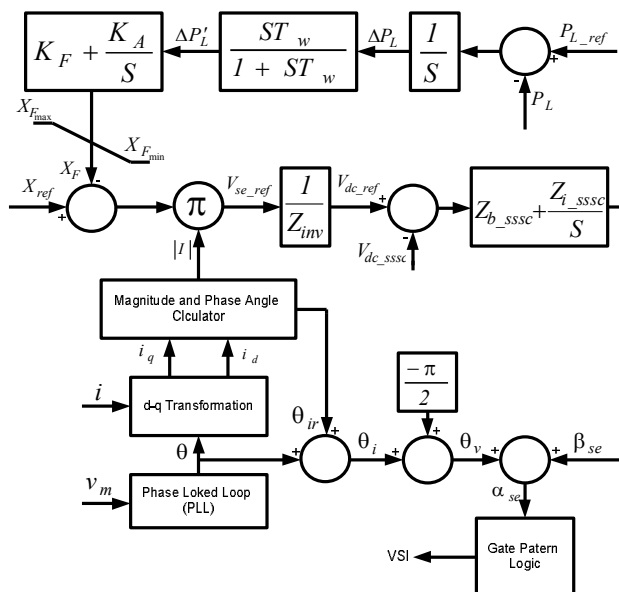 K_F + K_A / S
ΔP'_L
ST_w / 1 + ST_w
ΔP_L
1 / S
+
P_L_ref
-
P_L
X_Fmax
X_Fmin
X_F
-
X_ref
+
π
V_se_ref
1 / Z_inv
V_dc_ref
+
-
V_dc_sssc
Z_b_sssc + Z_i_sssc / S
|I|
Magnitude and Phase Angle
Clculator
i_q
i_d
i
d-q Transformation
θ
θ_ir
+
+
v_m
Phase Loked Loop
(PLL)
θ_i
+
+
-π / 2
θ_v
+
+
β_se
α_se
VSI
Gate Patern
Logic